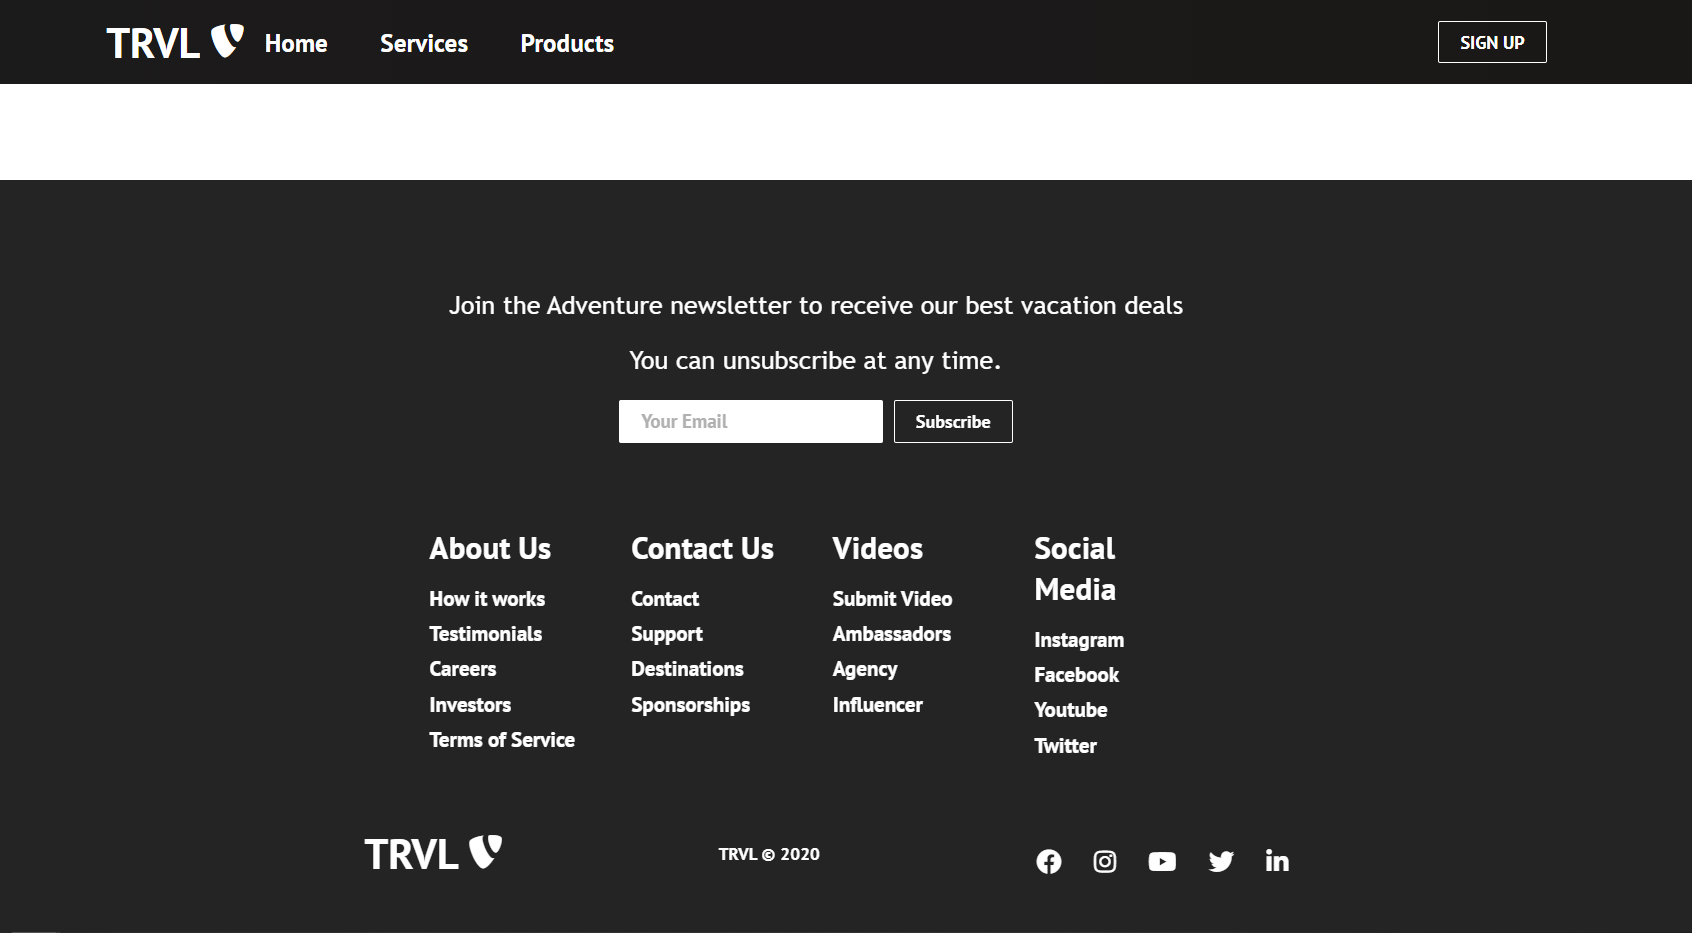 TRVL Home Services Products SIGN UP
Join the Adventure newsletter to receive our best vacation deals
You can unsubscribe at any time.
Your Email Subscribe
About Us
How it works
Testimonials
Careers
Investors
Terms of Service
Contact Us
Contact
Support
Destinations
Sponsorships
Videos
Submit Video
Ambassadors
Agency
Influencer
Social
Media
Instagram
Facebook
Youtube
Twitter
TRVL TRVL © 2020